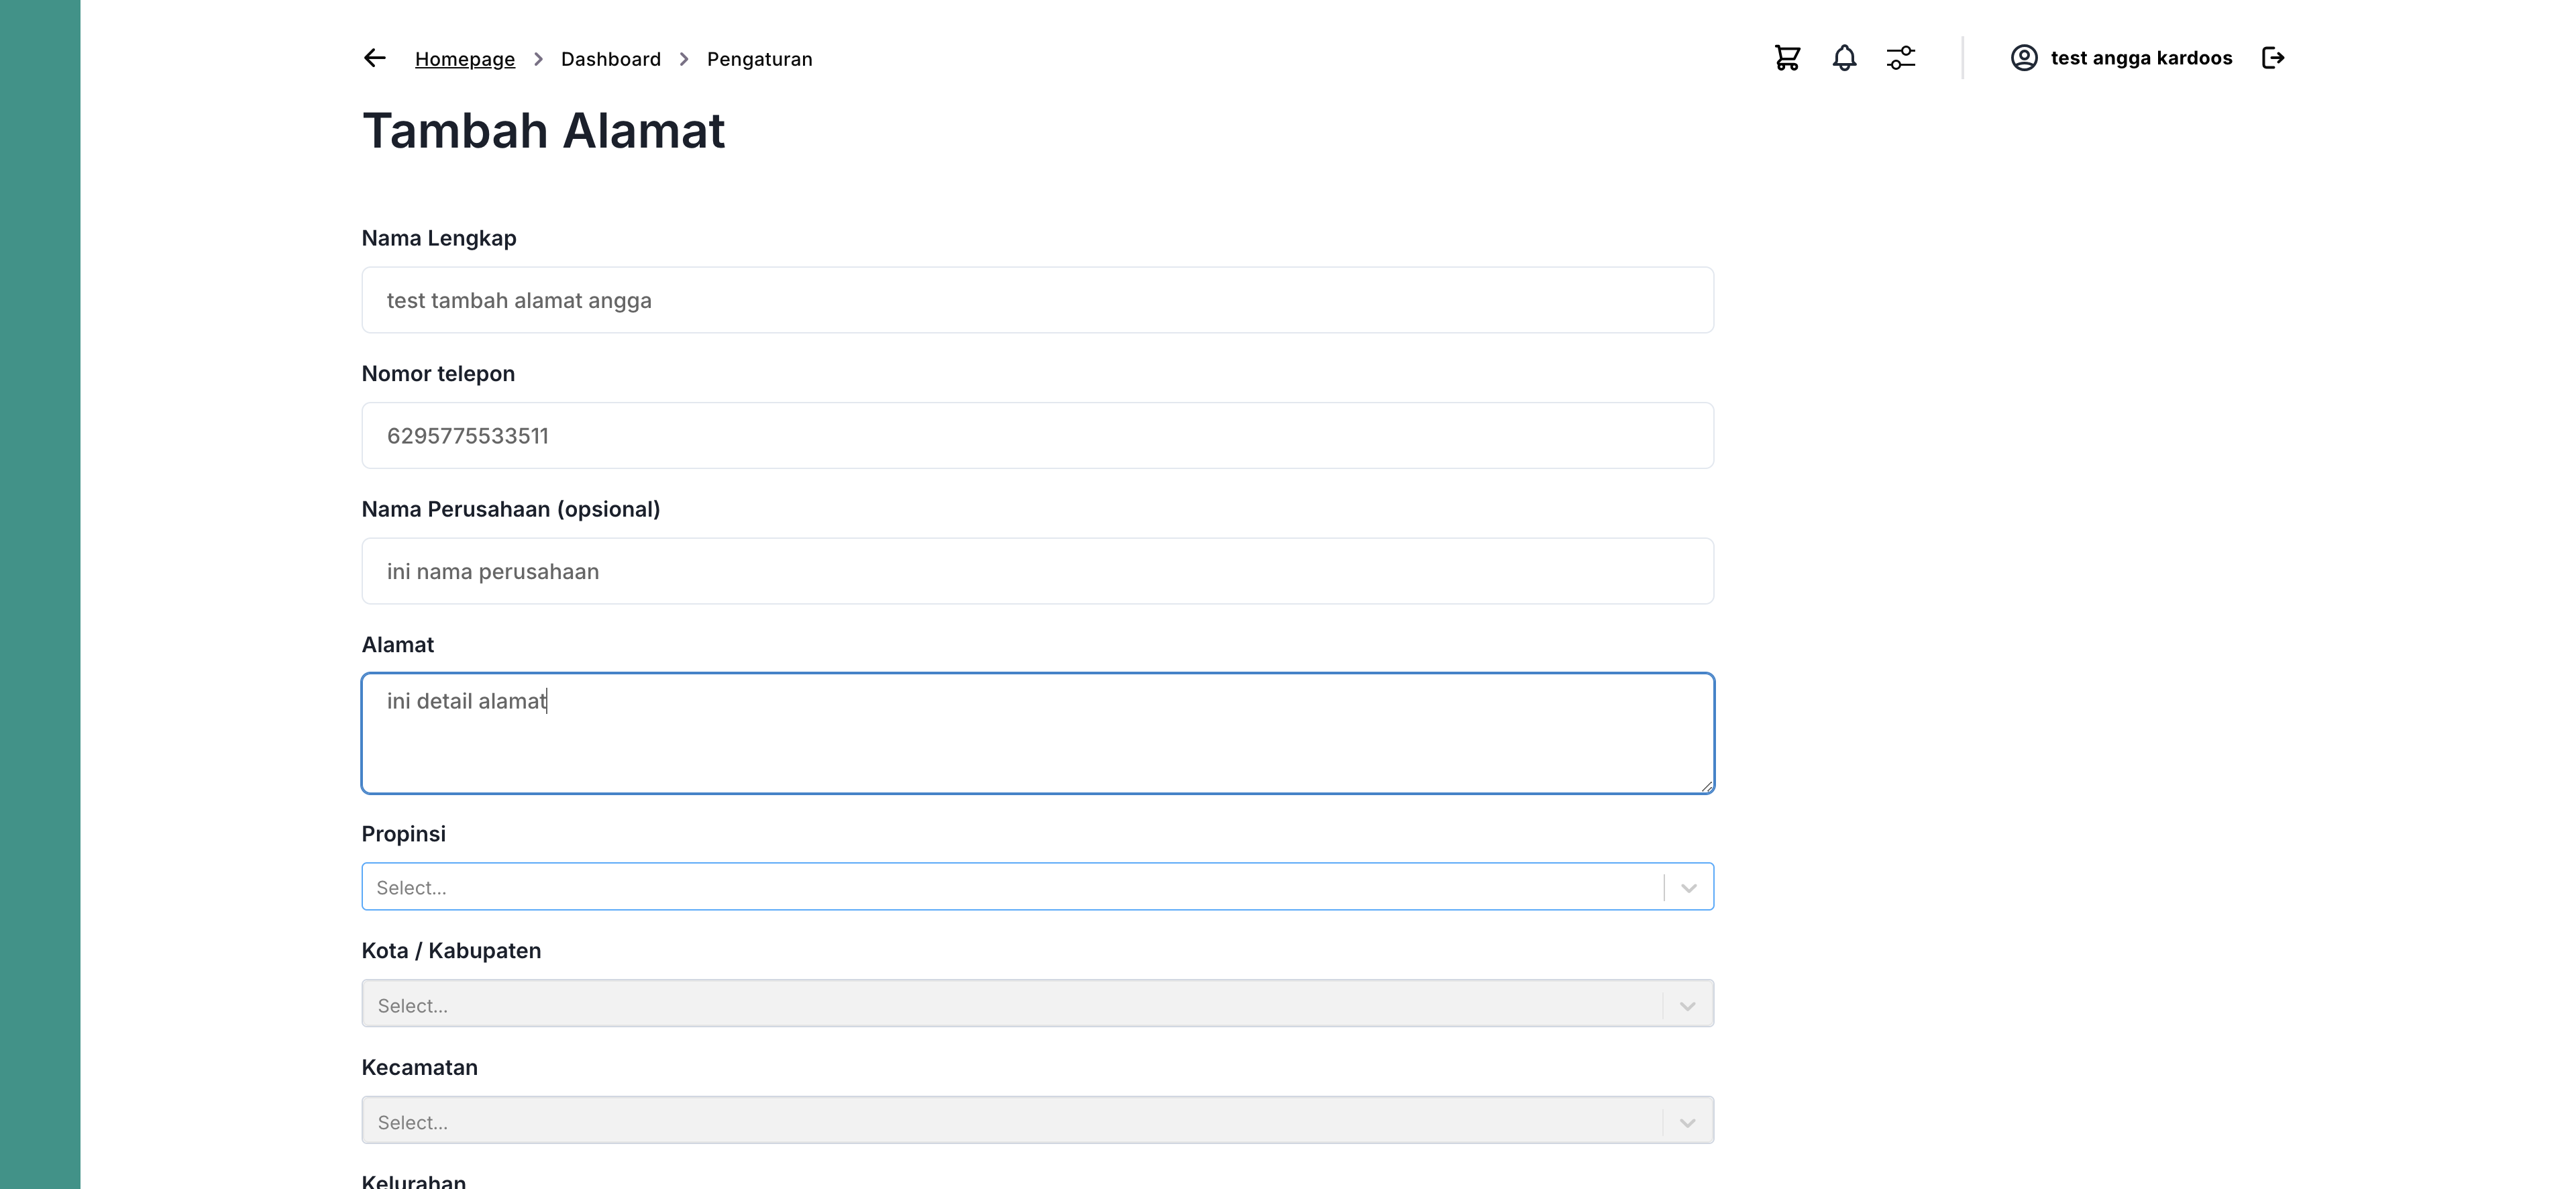 Homepage > Dashboard > Pengaturan
test angga kardoos
Tambah Alamat
Nama Lengkap
test tambah alamat angga
Nomor telepon
6295775533511
Nama Perusahaan (opsional)
ini nama perusahaan
Alamat
ini detail alamat
Propinsi
Select...
Kota / Kabupaten
Select...
Kecamatan
Select...
Kelurahan